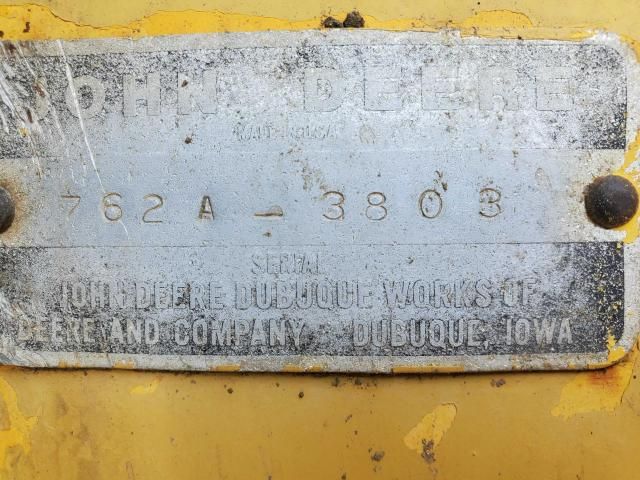 JOHN DEERE
762A-3803
SERIAL
JOHN DEERE DUBUQUE WORKS OF
DEERE AND COMPANY DUBUQUE, IOWA